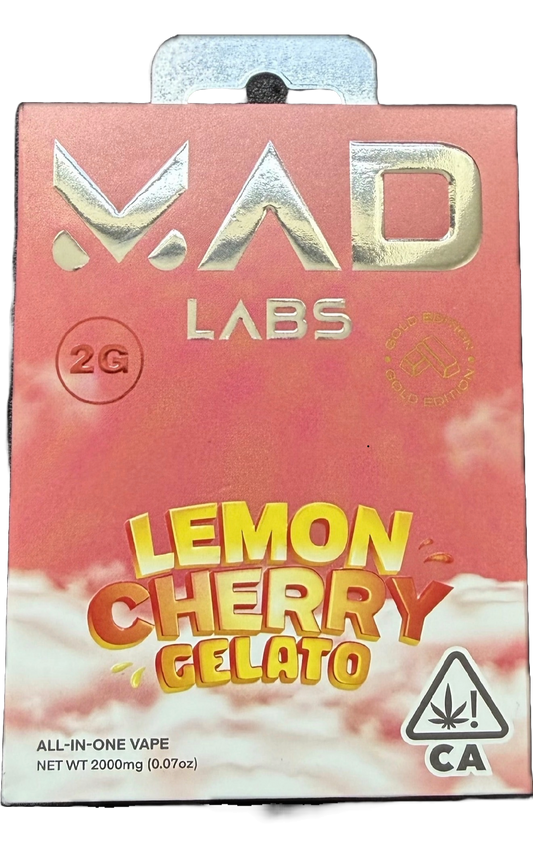 MAD
LABS
2G
GOLD EDITION
GOLD EDITION
LEMON
CHERRY
GELATO
ALL-IN-ONE VAPE
NET WT 2000mg (0.07oz)
!
CA